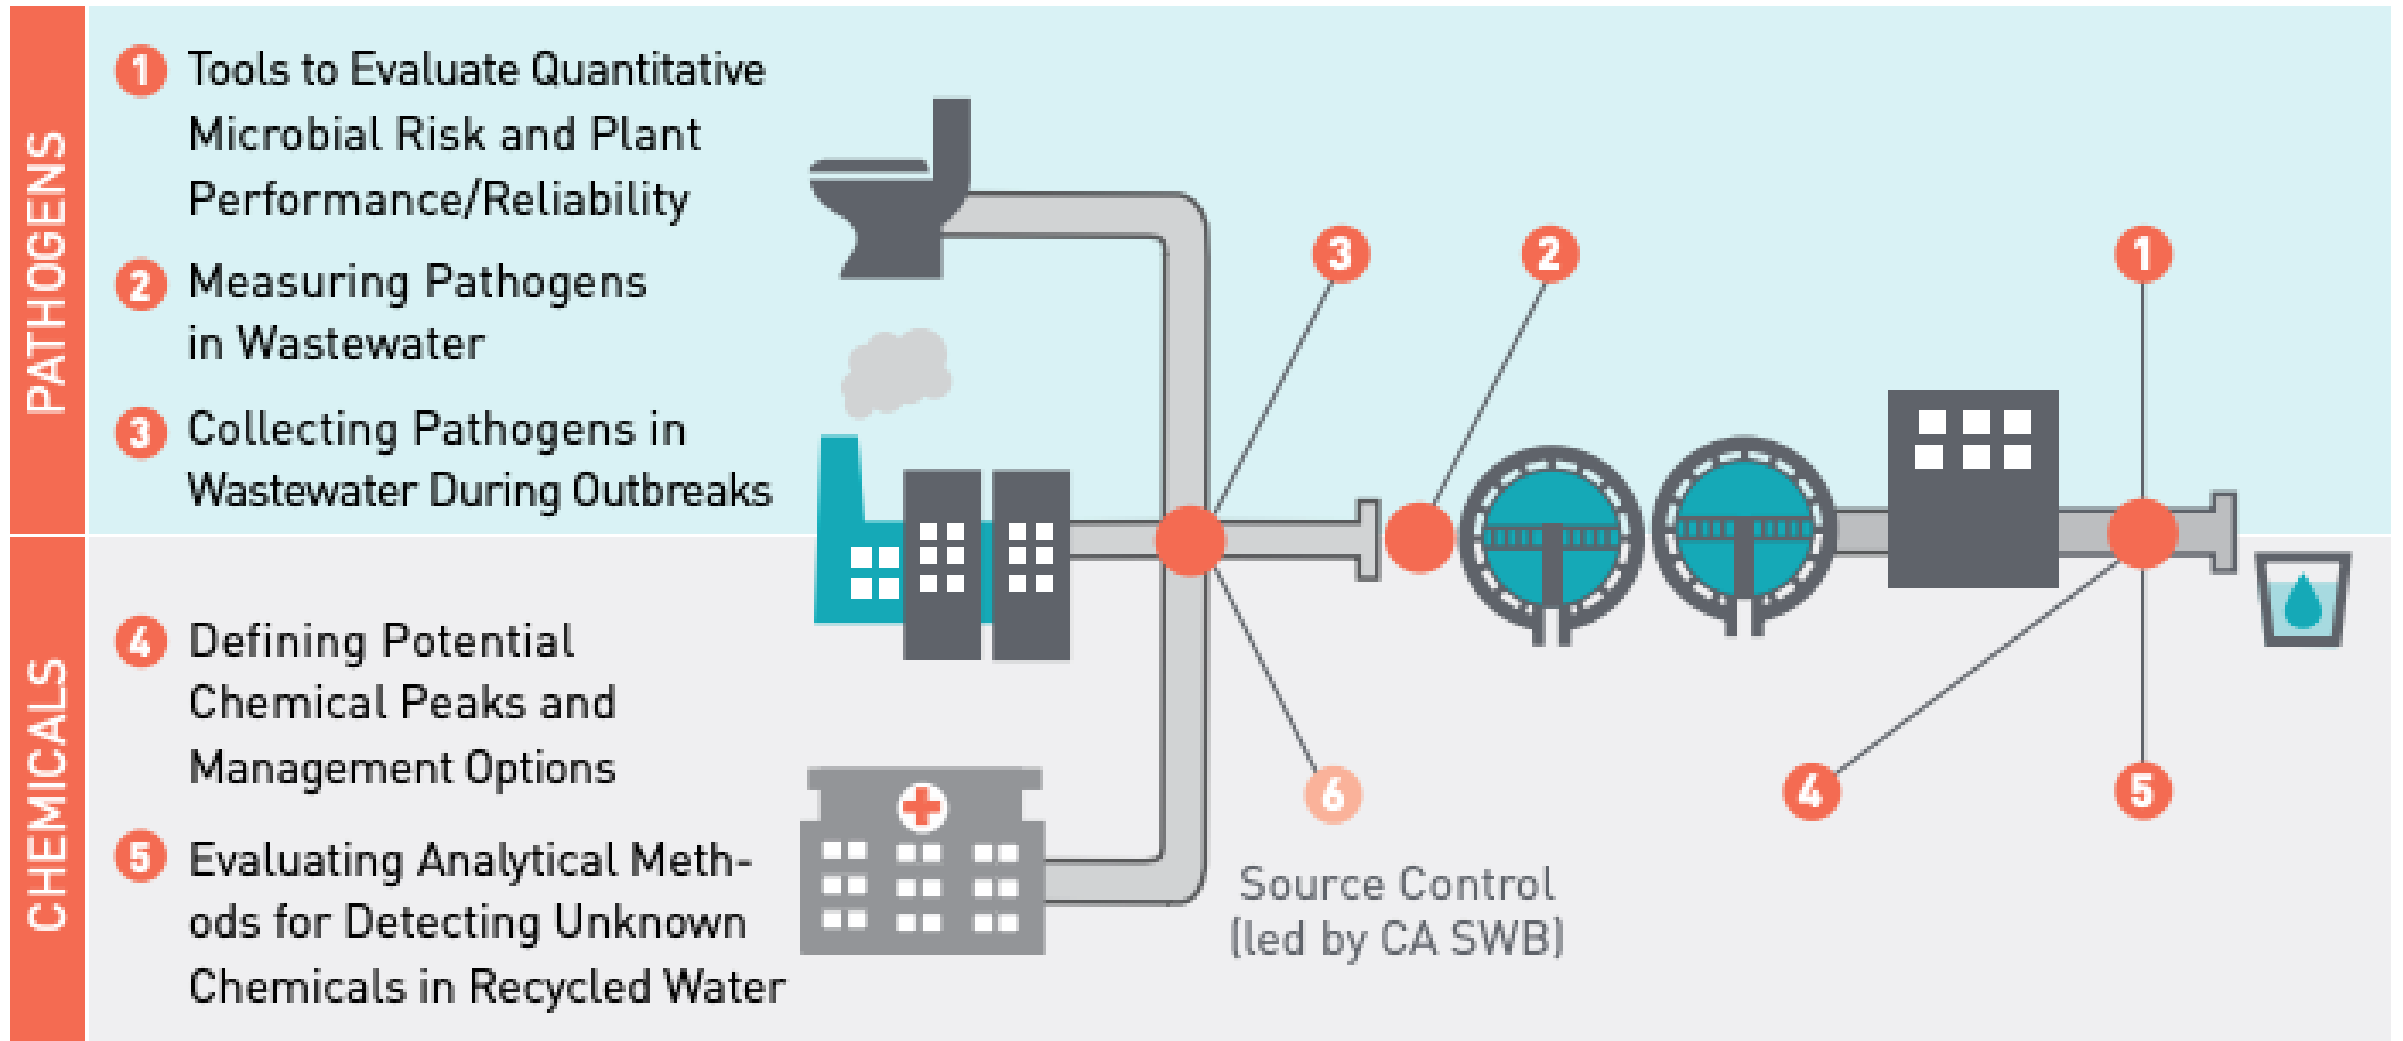 PATHOGENS
1 Tools to Evaluate Quantitative
Microbial Risk and Plant
Performance/Reliability
2 Measuring Pathogens
in Wastewater
3 Collecting Pathogens in
Wastewater During Outbreaks
CHEMICALS
4 Defining Potential
Chemical Peaks and
Management Options
5 Evaluating Analytical Meth-
ods for Detecting Unknown
Chemicals in Recycled Water
3
2
1
6
4
5
Source Control
(led by CA SWB)